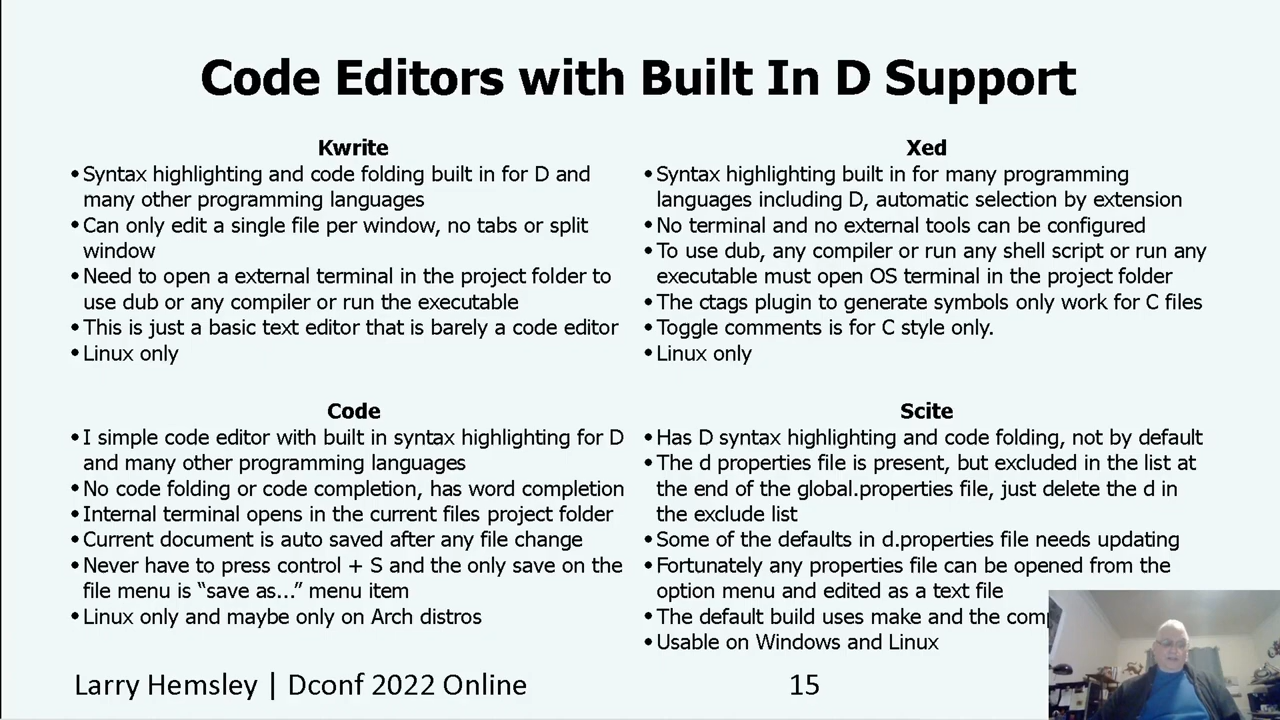 Code Editors with Built In D Support
Kwrite
•Syntax highlighting and code folding built in for D and
many other programming languages
•Can only edit a single file per window, no tabs or split
window
•Need to open a external terminal in the project folder to
use dub or any compiler or run the executable
•This is just a basic text editor that is barely a code editor
•Linux only
Xed
•Syntax highlighting built in for many programming
languages including D, automatic selection by extension
•No terminal and no external tools can be configured
•To use dub, any compiler or run any shell script or run any
executable must open OS terminal in the project folder
•The ctags plugin to generate symbols only work for C files
•Toggle comments is for C style only.
•Linux only
Code
•I simple code editor with built in syntax highlighting for D
and many other programming languages
•No code folding or code completion, has word completion
•Internal terminal opens in the current files project folder
•Current document is auto saved after any file change
•Never have to press control + S and the only save on the
file menu is “save as...” menu item
•Linux only and maybe only on Arch distros
Scite
•Has D syntax highlighting and code folding, not by default
•The d properties file is present, but excluded in the list at
the end of the global.properties file, just delete the d in
the exclude list
•Some of the defaults in d.properties file needs updating
•Fortunately any properties file can be opened from the
option menu and edited as a text file
•The default build uses make and the
•Usable on Windows and Linux
Larry Hemsley | Dconf 2022 Online
15